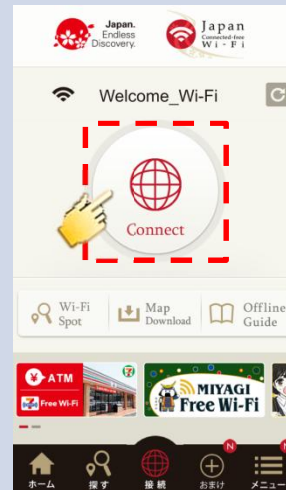 Japan.
Endless
Discovery.
Japan
Connected-free
Wi-Fi
Welcome_Wi-Fi
Connect
Wi-Fi
Spot
Map
Download
Offline
Guide
ATM
Free Wi-Fi
MIYAGI
Free Wi-Fi
N
N
ホーム
探す
接続
おまけ
メニュー